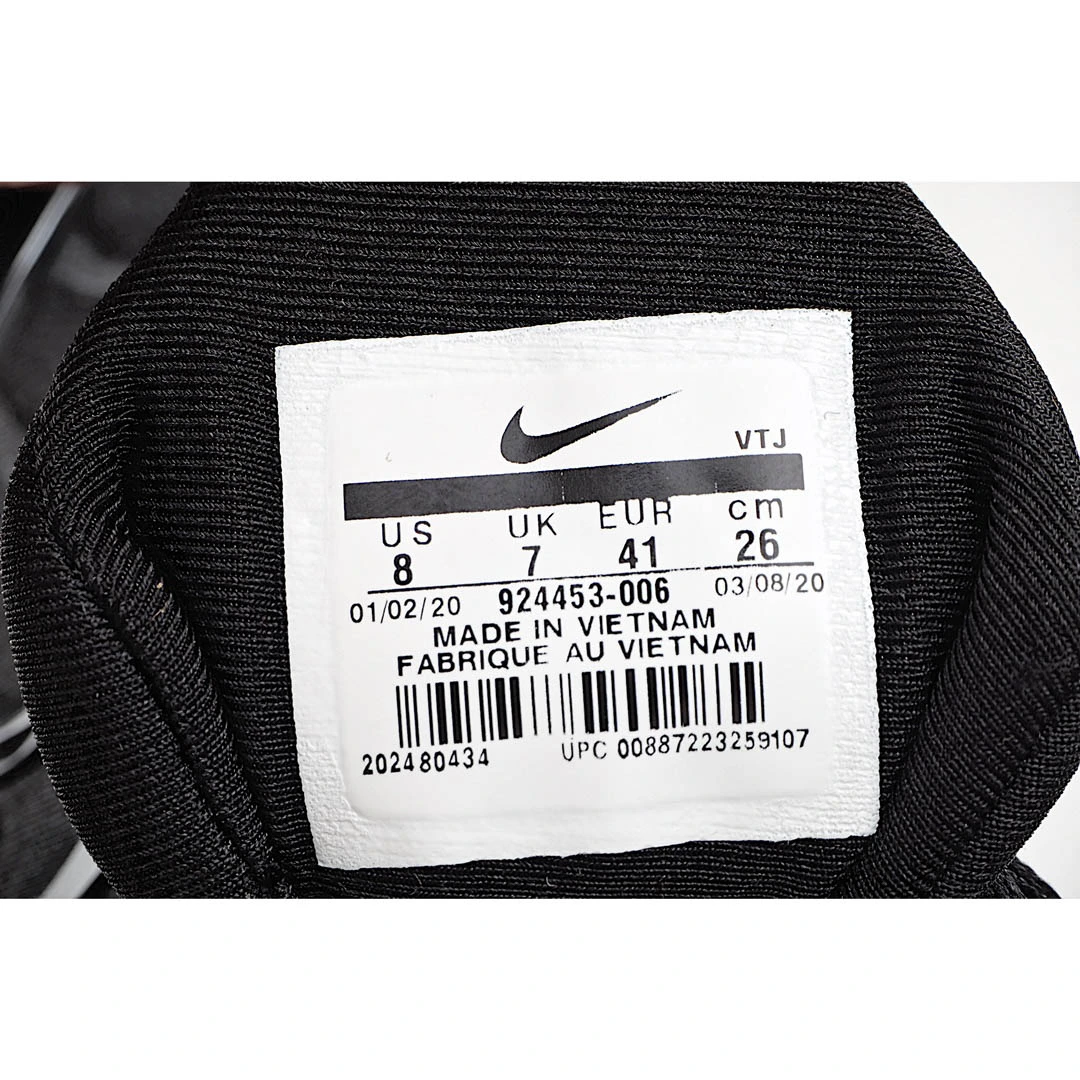 VTJ
US UK EUR cm
8 7 41 26
01/02/20 924453-006 03/08/20
MADE IN VIETNAM
FABRIQUE AU VIETNAM
202480434 UPC 00887223259107